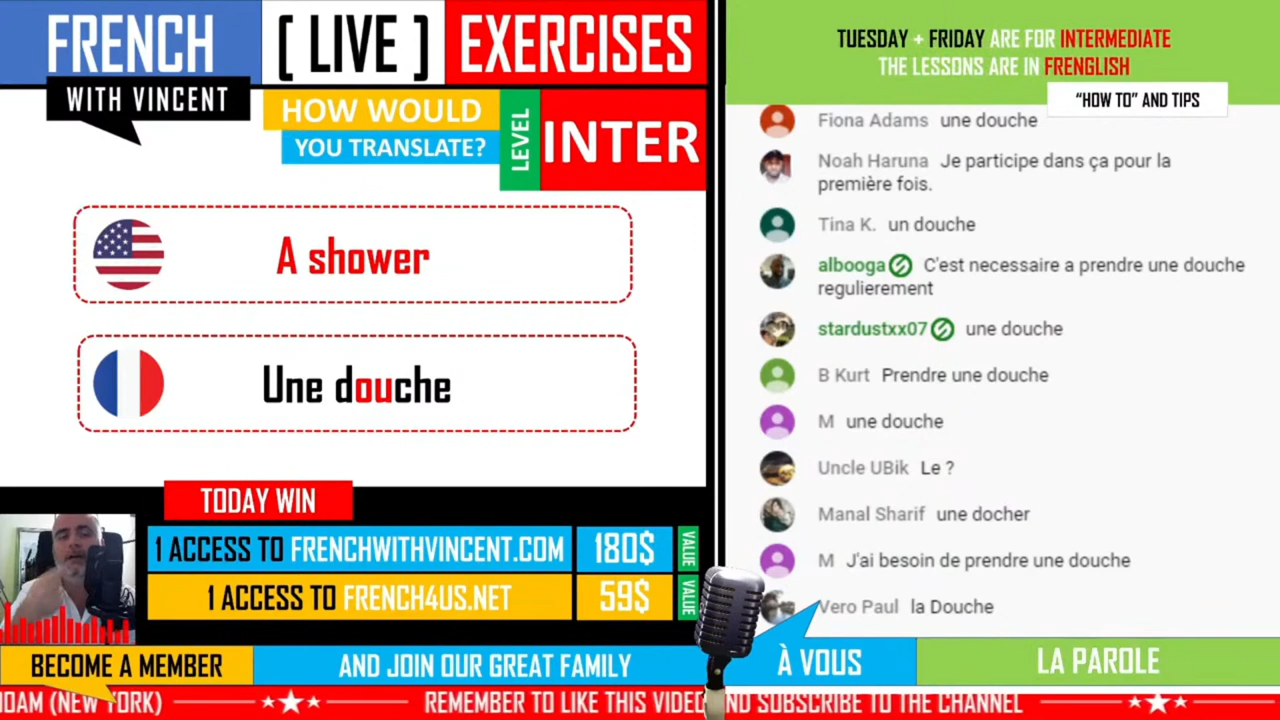 FRENCH
WITH VINCENT
[ LIVE ]
EXERCISES
HOW WOULD
YOU TRANSLATE?
LEVEL
INTER
A shower
Une douche
TODAY WIN
1 ACCESS TO FRENCHWITHVINCENT.COM 180$ VALUE
1 ACCESS TO FRENCH4US.NET 59$ VALUE
TUESDAY + FRIDAY ARE FOR INTERMEDIATE
THE LESSONS ARE IN FRENGLISH
“HOW TO” AND TIPS
Fiona Adams une douche
Noah Haruna Je participe dans ça pour la
première fois.
Tina K. un douche
albooga C'est necessaire a prendre une douche
regulierement
stardustxx07 une douche
B Kurt Prendre une douche
M une douche
Uncle UBik Le ?
Manal Sharif une docher
M J'ai besoin de prendre une douche
Vero Paul la Douche
BECOME A MEMBER
AND JOIN OUR GREAT FAMILY
À VOUS
LA PAROLE
(NEW YORK)
REMEMBER TO LIKE THIS VIDEO ND SUBSCRIBE TO THE CHANNEL